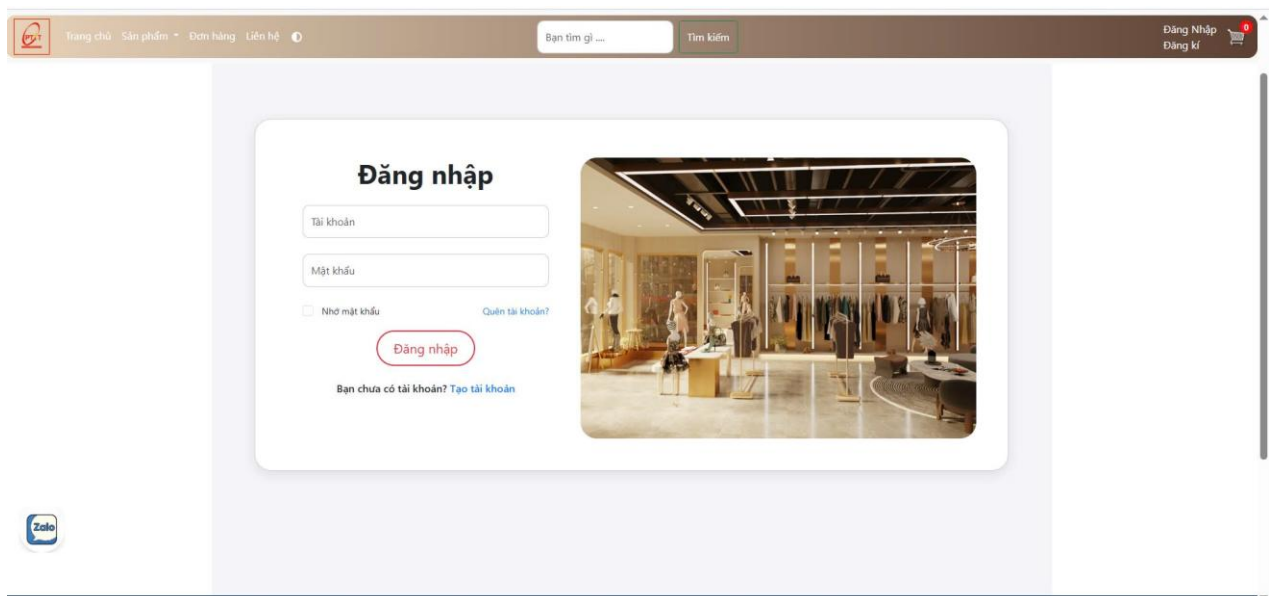 PTIT
Trang chủ Sản phẩm Đơn hàng Liên hệ
Bạn tìm gì ....
Tìm kiếm
Đăng Nhập
Đăng kí
0
Đăng nhập
Tài khoản
Mật khẩu
Nhớ mật khẩu
Quên tài khoản?
Đăng nhập
Bạn chưa có tài khoản? Tạo tài khoản
Zalo